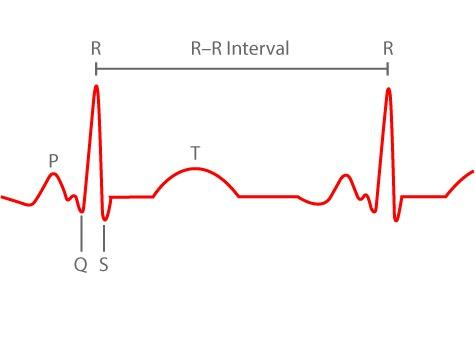 R R–R Interval R
P
T
Q S